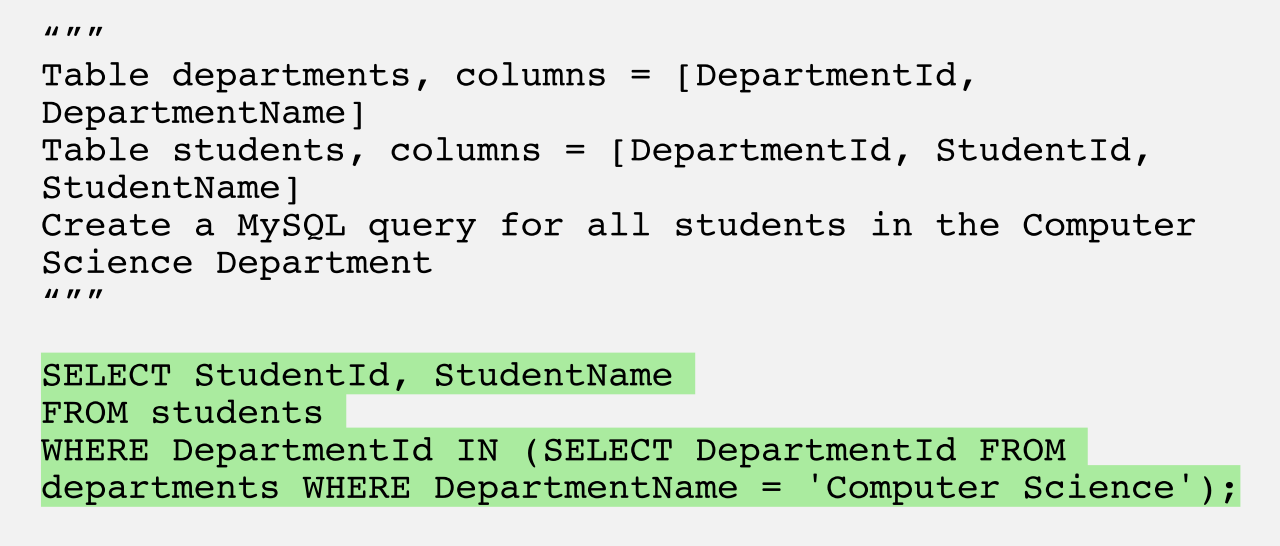 “””
Table departments, columns = [DepartmentId,
DepartmentName]
Table students, columns = [DepartmentId, StudentId,
StudentName]
Create a MySQL query for all students in the Computer
Science Department
“””
SELECT StudentId, StudentName
FROM students
WHERE DepartmentId IN (SELECT DepartmentId FROM
departments WHERE DepartmentName = 'Computer Science');